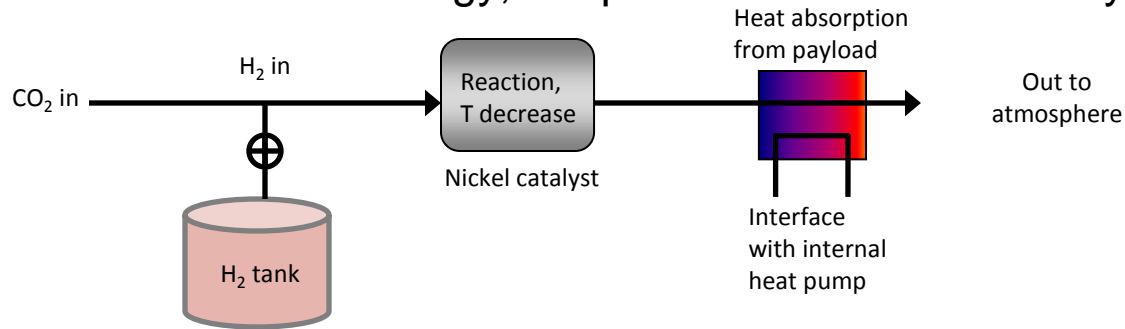 Heat absorption
from payload
H₂ in
CO₂ in
Reaction,
T decrease
Out to
atmosphere
Nickel catalyst
Interface
with internal
heat pump
H₂ tank